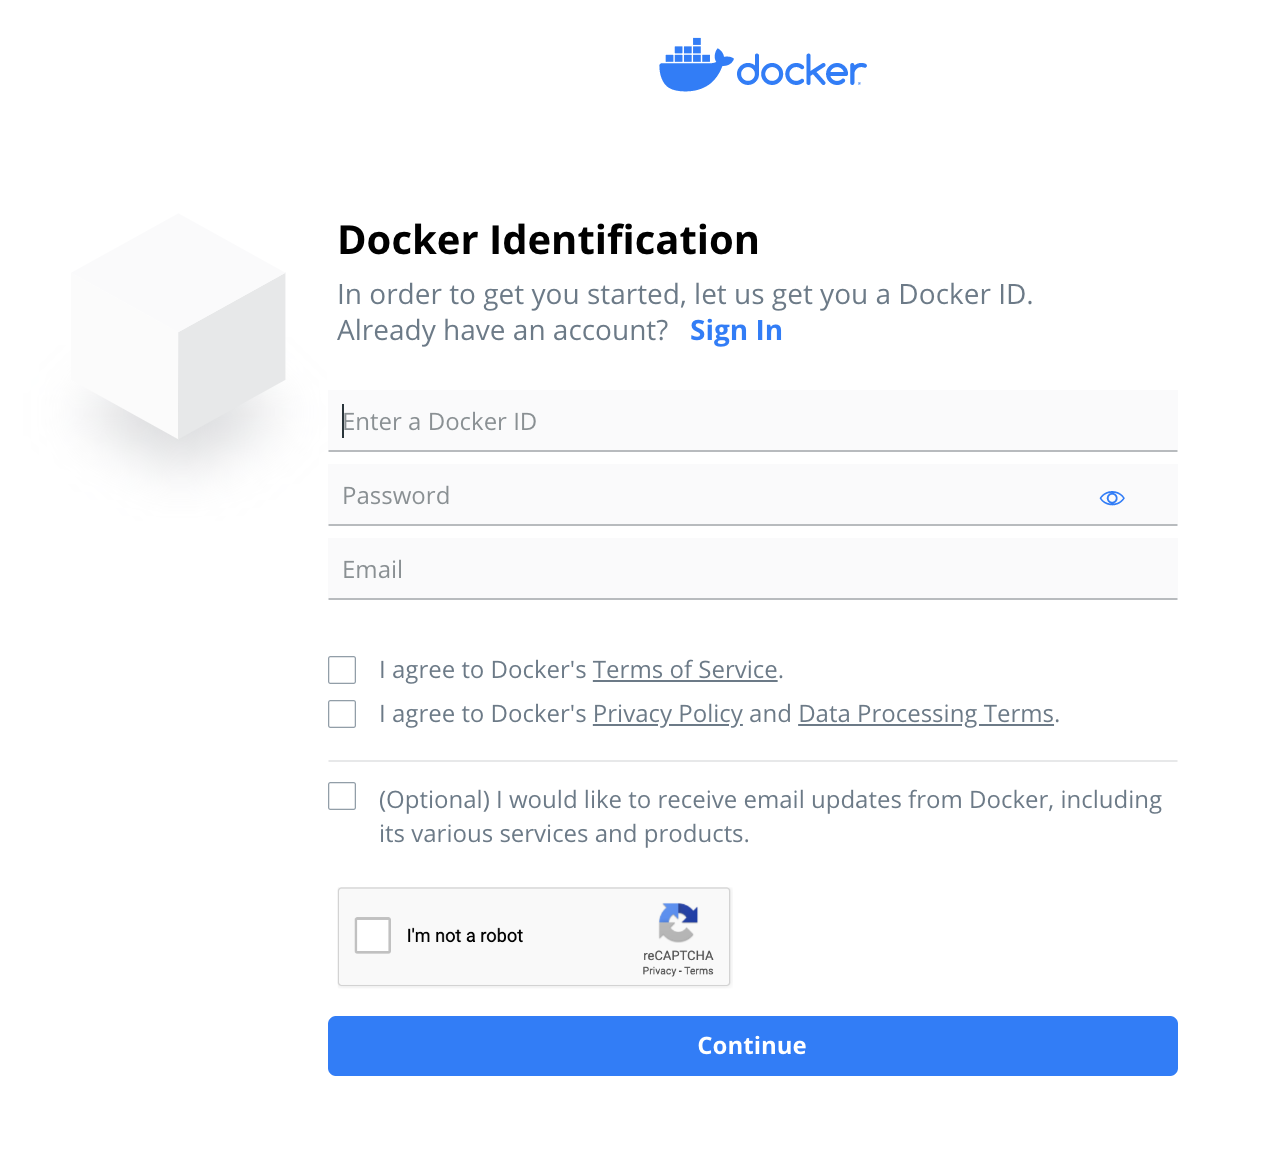 docker
Docker Identification
In order to get you started, let us get you a Docker ID.
Already have an account? Sign In
Enter a Docker ID
Password
Email
I agree to Docker's Terms of Service.
I agree to Docker's Privacy Policy and Data Processing Terms.
(Optional) I would like to receive email updates from Docker, including
its various services and products.
I'm not a robot
reCAPTCHA
Privacy - Terms
Continue